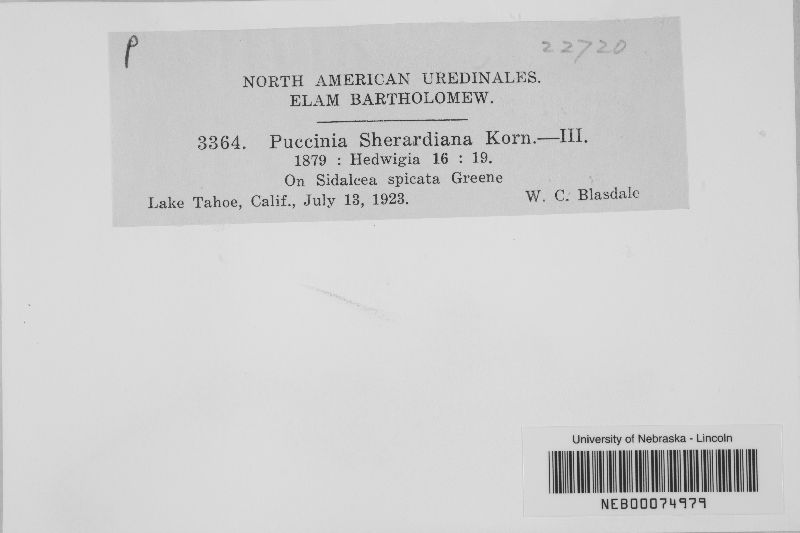 P
22720
NORTH AMERICAN UREDINALES.
ELAM BARTHOLOMEW.
3364. Puccinia Sherardiana Korn.—III.
1879 : Hedwigia 16 : 19.
On Sidalcea spicata Greene
Lake Tahoe, Calif., July 13, 1923. W. C. Blasdale
University of Nebraska - Lincoln
NEB00074979